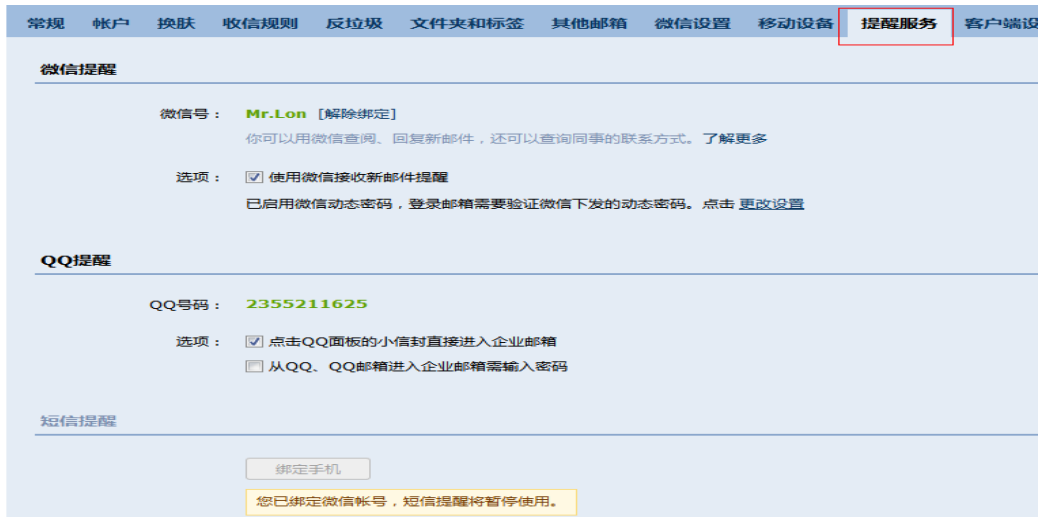 常规 帐户 换肤 收信规则 反垃圾 文件夹和标签 其他邮箱 微信设置 移动设备 提醒服务 客户端设
微信提醒
微信号： Mr.Lon [解除绑定]
你可以用微信查阅、回复新邮件，还可以查询同事的联系方式。了解更多
选项： 使用微信接收新邮件提醒
已启用微信动态密码，登录邮箱需要验证微信下发的动态密码。点击 更改设置
QQ提醒
QQ号码： 2355211625
选项： 点击QQ面板的小信封直接进入企业邮箱
从QQ、QQ邮箱进入企业邮箱需输入密码
短信提醒
绑定手机
您已绑定微信帐号，短信提醒将暂停使用。